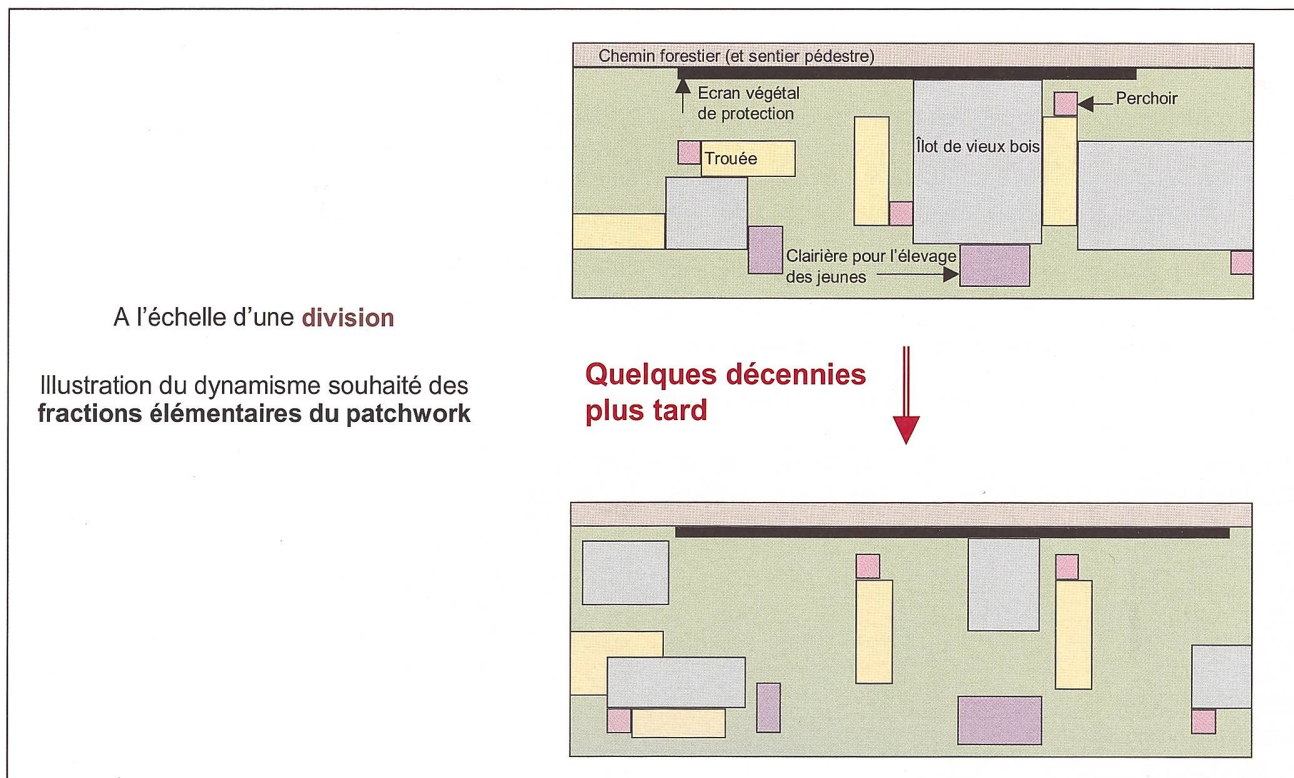 Chemin forestier (et sentier pédestre)
Ecran végétal
de protection
Perchoir
Trouée
Îlot de vieux bois
Clairière pour l'élevage
des jeunes
A l'échelle d'une division
Illustration du dynamisme souhaité des
fractions élémentaires du patchwork
Quelques décennies
plus tard